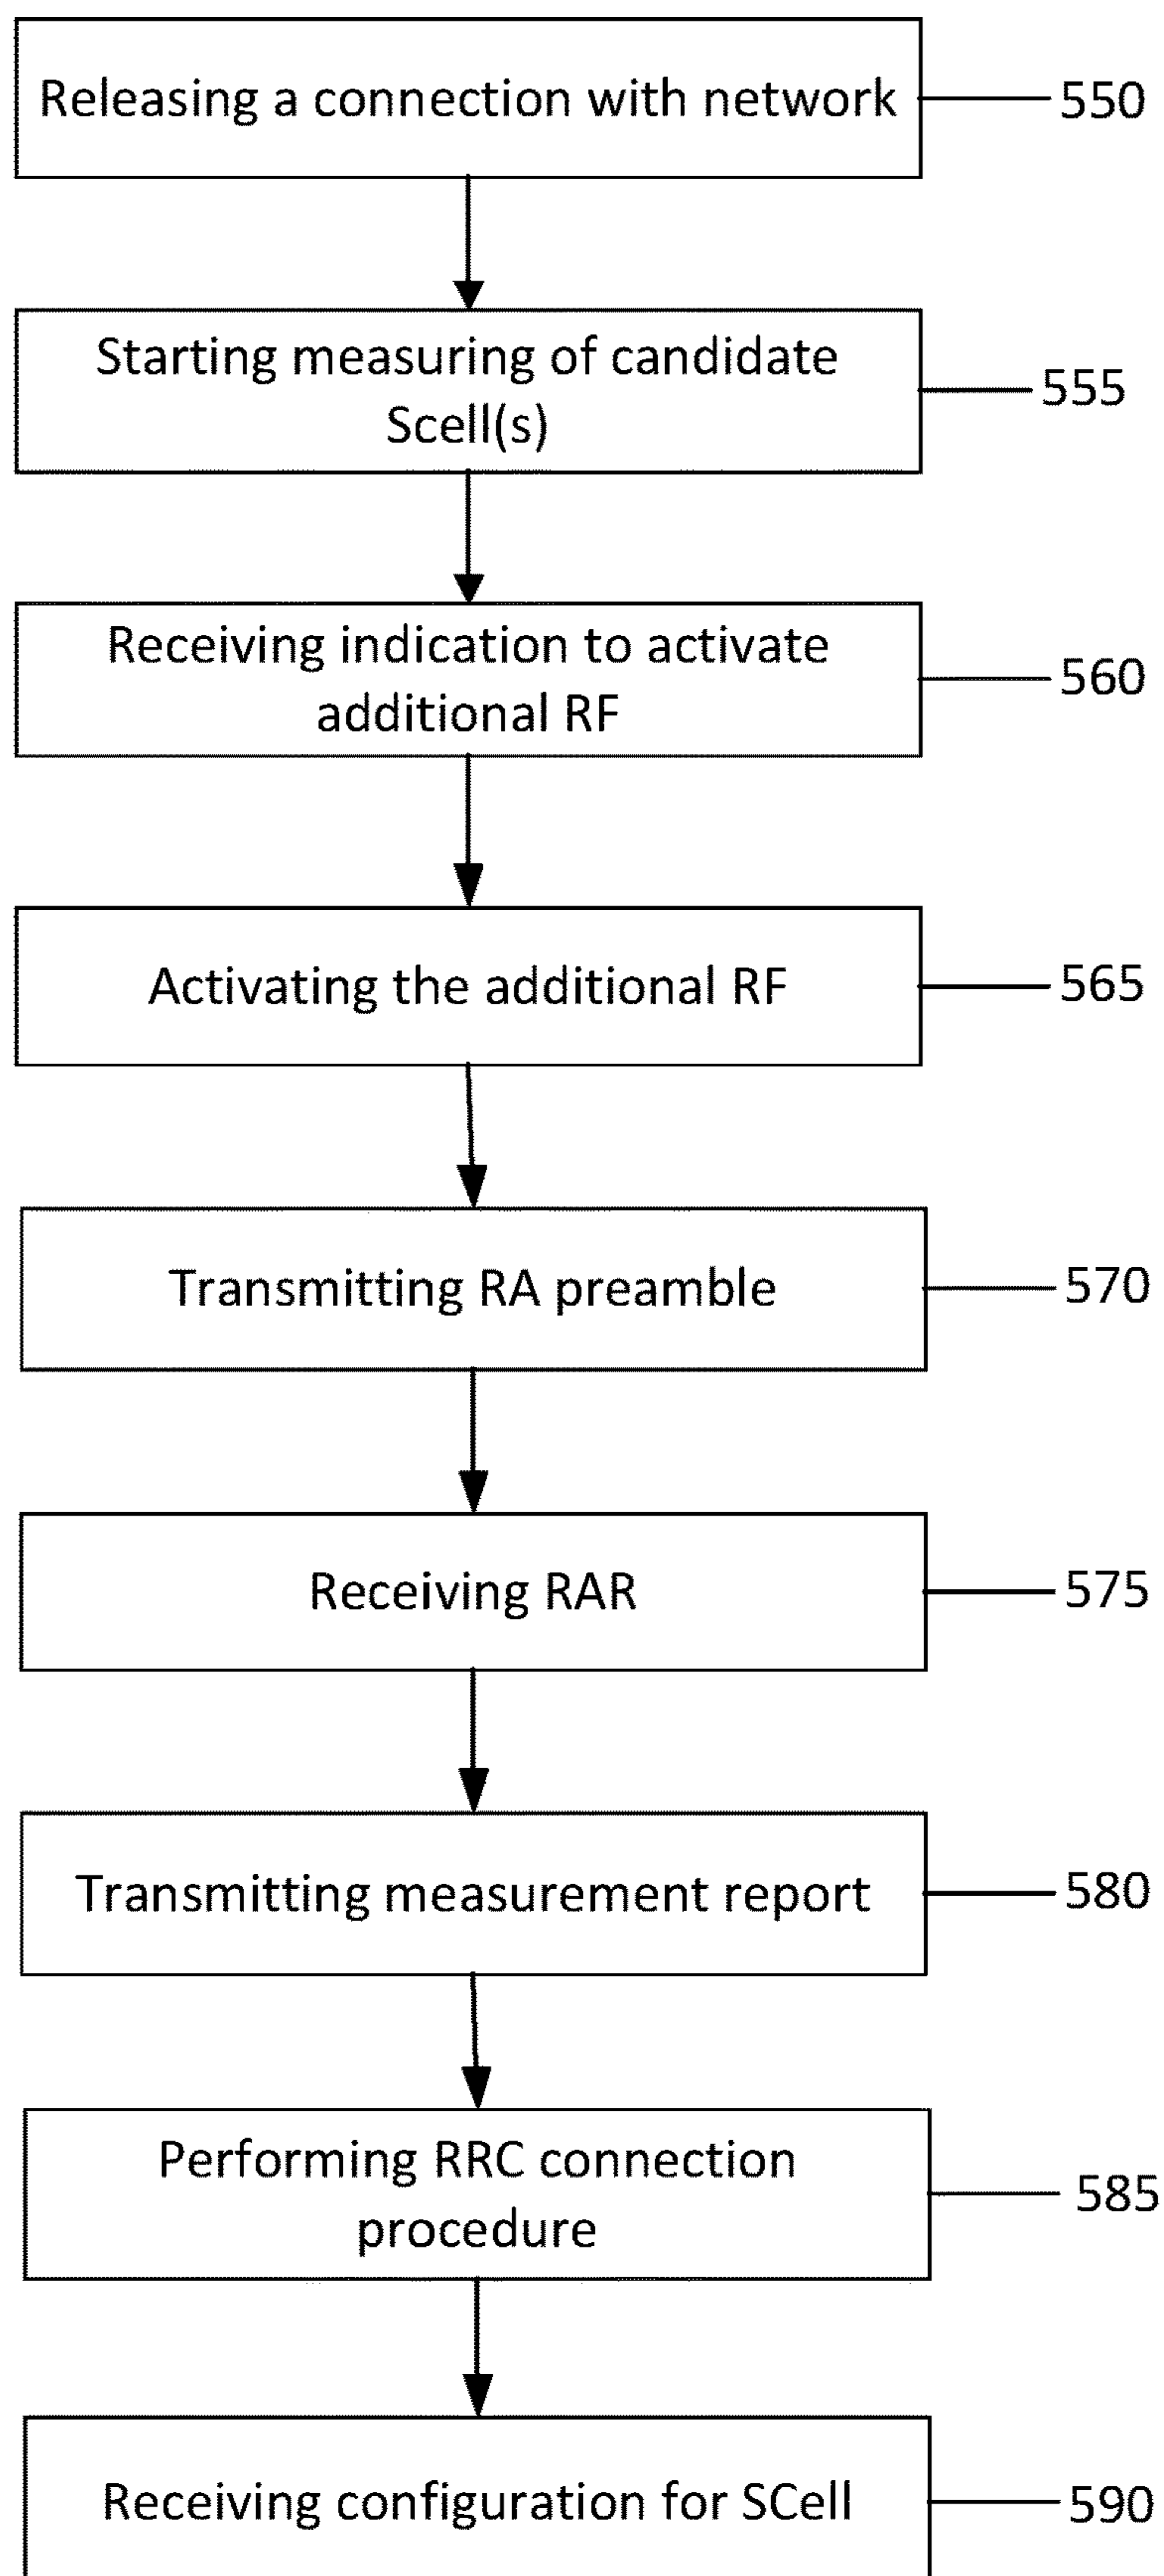 Releasing a connection with network
550
Starting measuring of candidate
Scell(s)
555
Receiving indication to activate
additional RF
560
Activating the additional RF
565
Transmitting RA preamble
570
Receiving RAR
575
Transmitting measurement report
580
Performing RRC connection
procedure
585
Receiving configuration for SCell
590